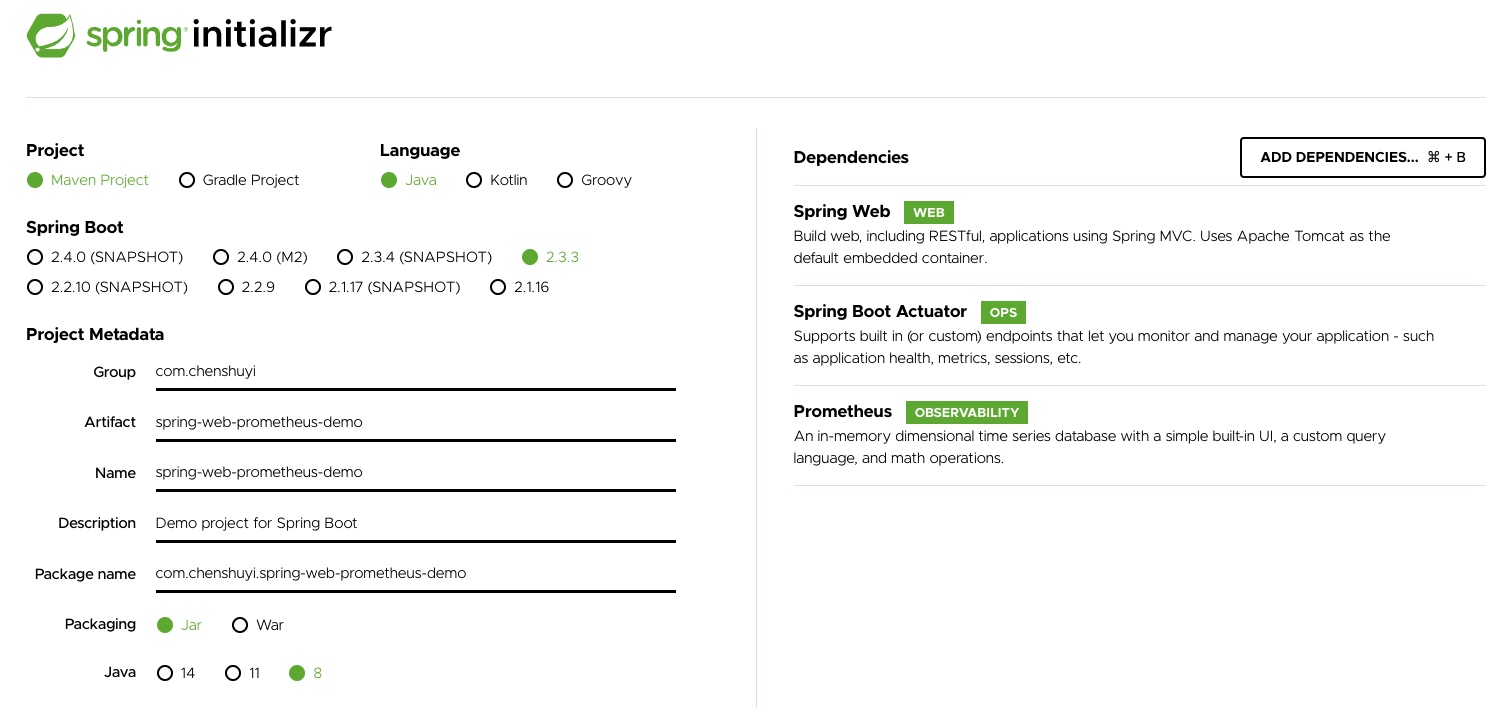 spring initializr
Project
Maven Project Gradle Project
Language
Java Kotlin Groovy
Spring Boot
2.4.0 (SNAPSHOT) 2.4.0 (M2) 2.3.4 (SNAPSHOT) 2.3.3
2.2.10 (SNAPSHOT) 2.2.9 2.1.17 (SNAPSHOT) 2.1.16
Project Metadata
Group com.chenshuyi
Artifact spring-web-prometheus-demo
Name spring-web-prometheus-demo
Description Demo project for Spring Boot
Package name com.chenshuyi.spring-web-prometheus-demo
Packaging Jar War
Java 14 11 8
Dependencies
ADD DEPENDENCIES... ⌘ + B
Spring Web WEB
Build web, including RESTful, applications using Spring MVC. Uses Apache Tomcat as the
default embedded container.
Spring Boot Actuator OPS
Supports built in (or custom) endpoints that let you monitor and manage your application - such
as application health, metrics, sessions, etc.
Prometheus OBSERVABILITY
An in-memory dimensional time series database with a simple built-in UI, a custom query
language, and math operations.